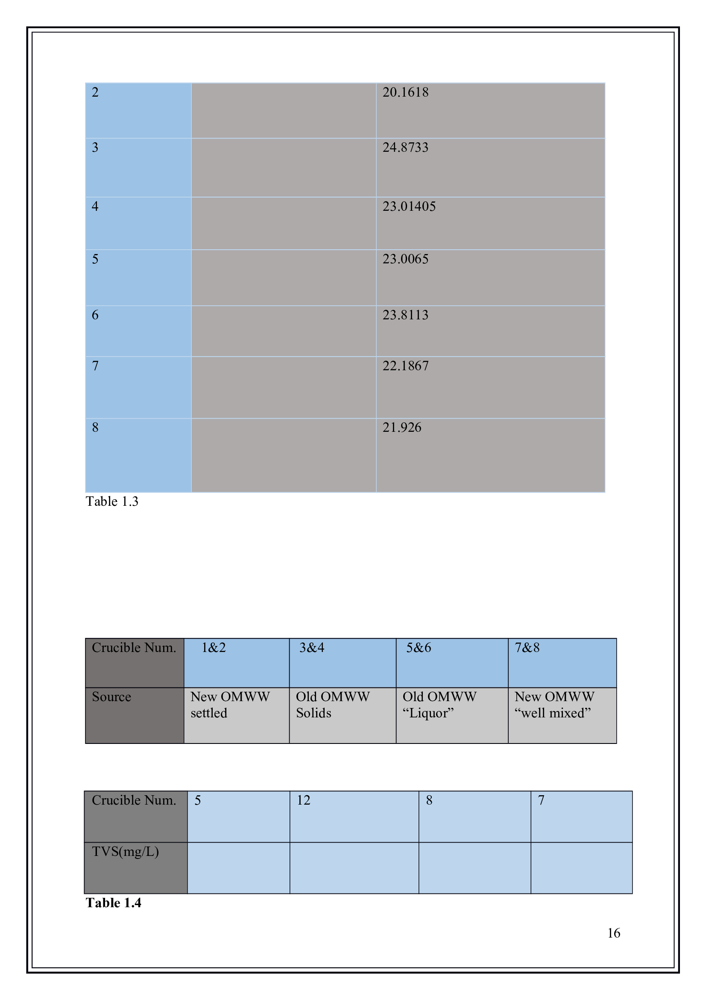 2 20.1618
3 24.8733
4 23.01405
5 23.0065
6 23.8113
7 22.1867
8 21.926
Table 1.3
Crucible Num. 1&2 3&4 5&6 7&8
Source New OMWW Old OMWW Old OMWW New OMWW
settled Solids “Liquor” “well mixed”
Crucible Num. 5 12 8 7
TVS(mg/L)
Table 1.4
16